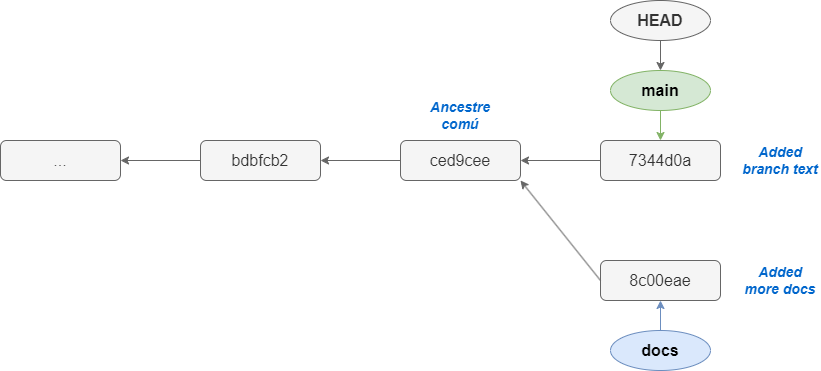 HEAD
main
Ancestre
comú
...
bdbfcb2
ced9cee
7344d0a
Added
branch text
8c00eae
Added
more docs
docs